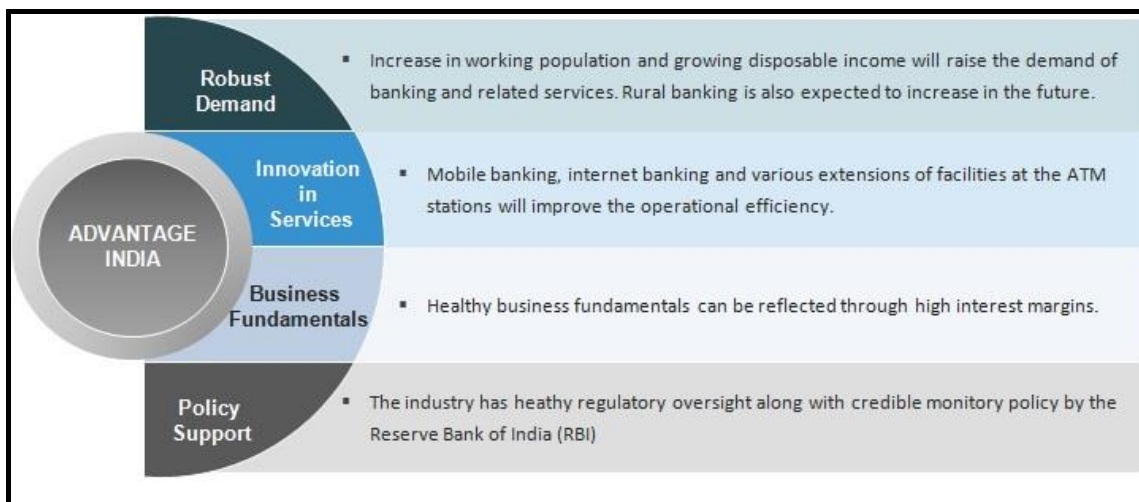 ADVANTAGE
INDIA
Robust
Demand
▪ Increase in working population and growing disposable income will raise the demand of
banking and related services. Rural banking is also expected to increase in the future.
Innovation
in
Services
▪ Mobile banking, internet banking and various extensions of facilities at the ATM
stations will improve the operational efficiency.
Business
Fundamentals
▪ Healthy business fundamentals can be reflected through high interest margins.
Policy
Support
▪ The industry has heathy regulatory oversight along with credible monitory policy by the
Reserve Bank of India (RBI)